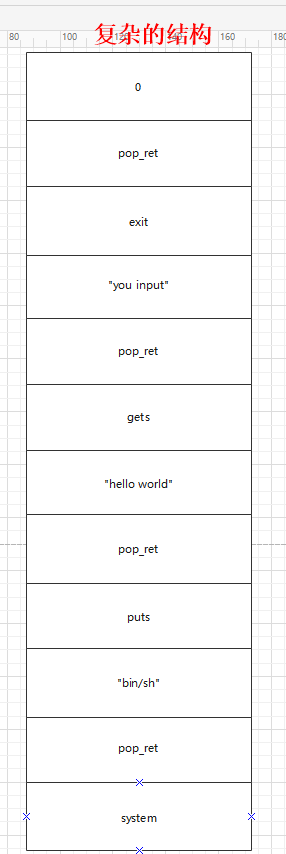 复杂的结构
80 100 120 140 160 180
0
pop_ret
exit
"you input"
pop_ret
gets
"hello world"
pop_ret
puts
"bin/sh"
pop_ret
system